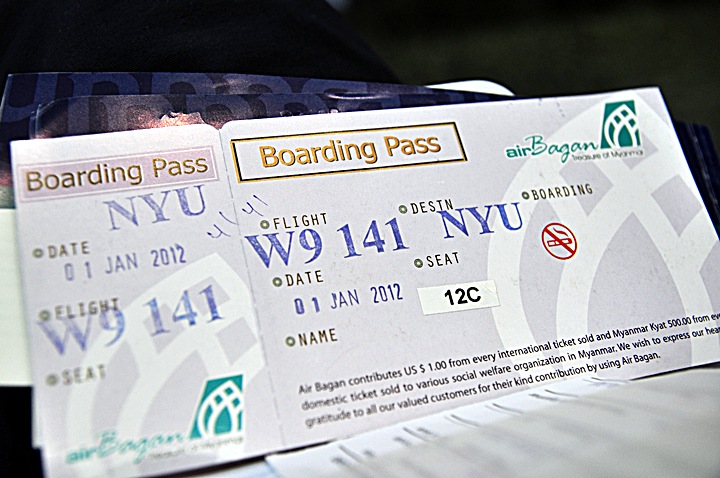 Boarding Pass
NYU
DATE
01 JAN 2012
FLIGHT
W9 141
SEAT
airBagan
Boarding Pass
airBagan
Treasure of Myanmar
FLIGHT
DESTN
BOARDING
W9 141
NYU
DATE
SEAT
01 JAN 2012
12C
NAME
Air Bagan contributes US $ 1.00 from every international ticket sold and Myanmar Kyat 500.00 from
domestic ticket sold to various social welfare organization in Myanmar. We wish to express our
gratitude to all our valued customers for their kind contribution by using Air Bagan.